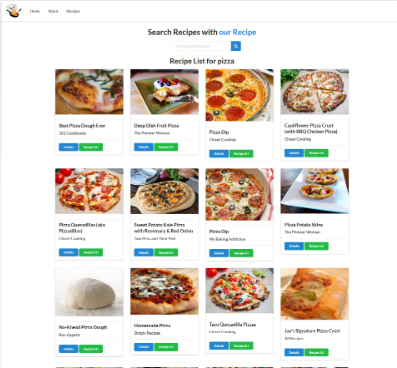 Home About Recipes
Search Recipes with our Recipe
Recipe List for pizza
Best Pizza Dough Ever
101 Cookbooks
Details Recipe Url
Deep Dish Fruit Pizza
The Pioneer Woman
Details Recipe Url
Pizza Dip
Closet Cooking
Details Recipe Url
Cauliflower Pizza Crust
(with BBQ Chicken Pizza)
Closet Cooking
Details Recipe Url
Pizza Quesadillas (aka
Pizzadillas)
Closet Cooking
Details Recipe Url
Sweet Potato Kale Pizza
with Rosemary & Red Onion
Two Peas and Their Pod
Details Recipe Url
Pizza Dip
My Baking Addiction
Details Recipe Url
Pizza Potato Skins
The Pioneer Woman
Details Recipe Url
No-Knead Pizza Dough
Bon Appetit
Details Recipe Url
Homemade Pizza
Simply Recipes
Details Recipe Url
Taco Quesadilla Pizzas
Closet Cooking
Details Recipe Url
Jay's Signature Pizza Crust
All Recipes
Details Recipe Url